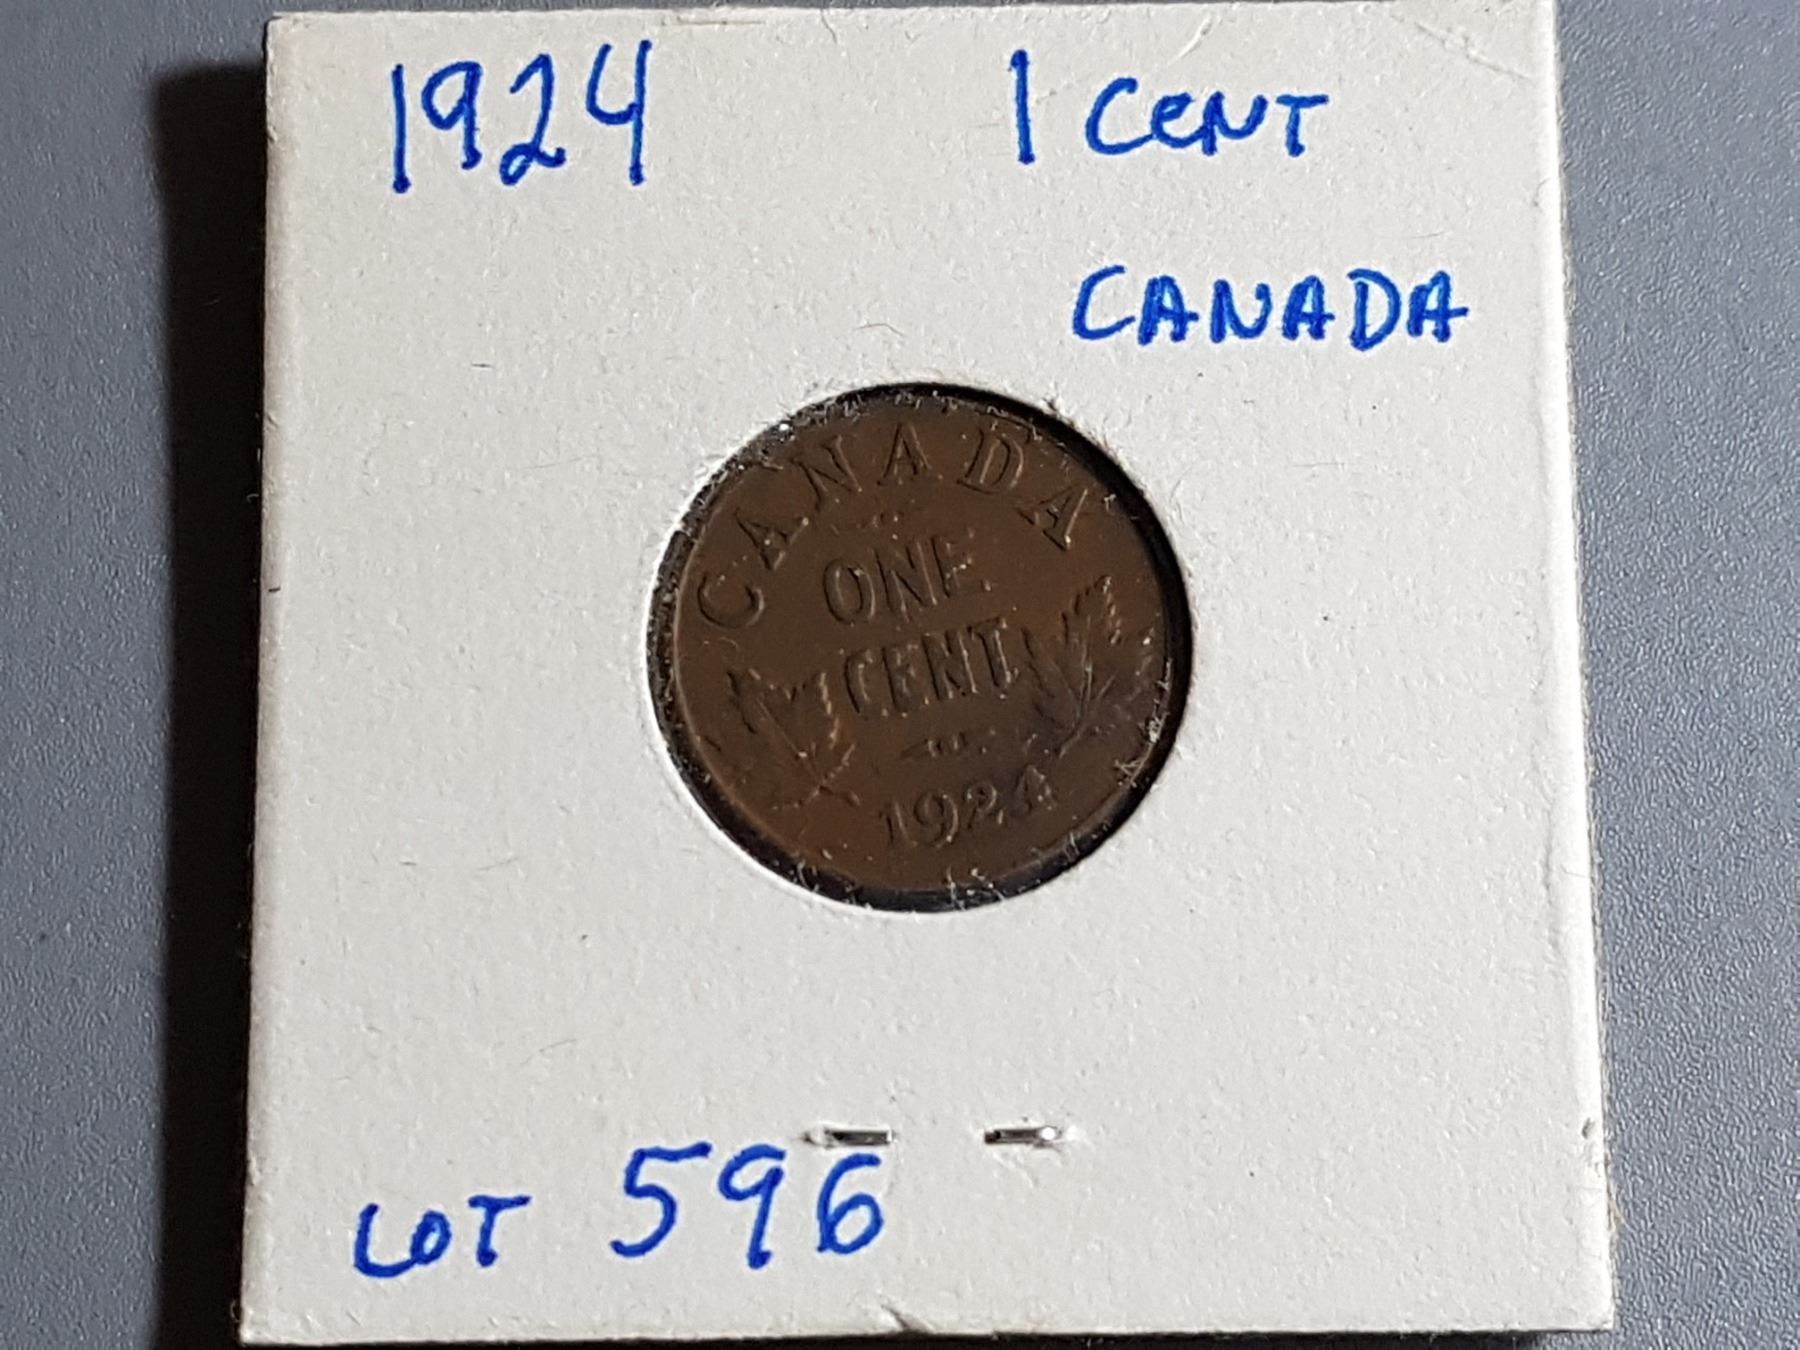 1924 1 CENT
CANADA
CANADA
ONE
CENT
1924
LOT 596